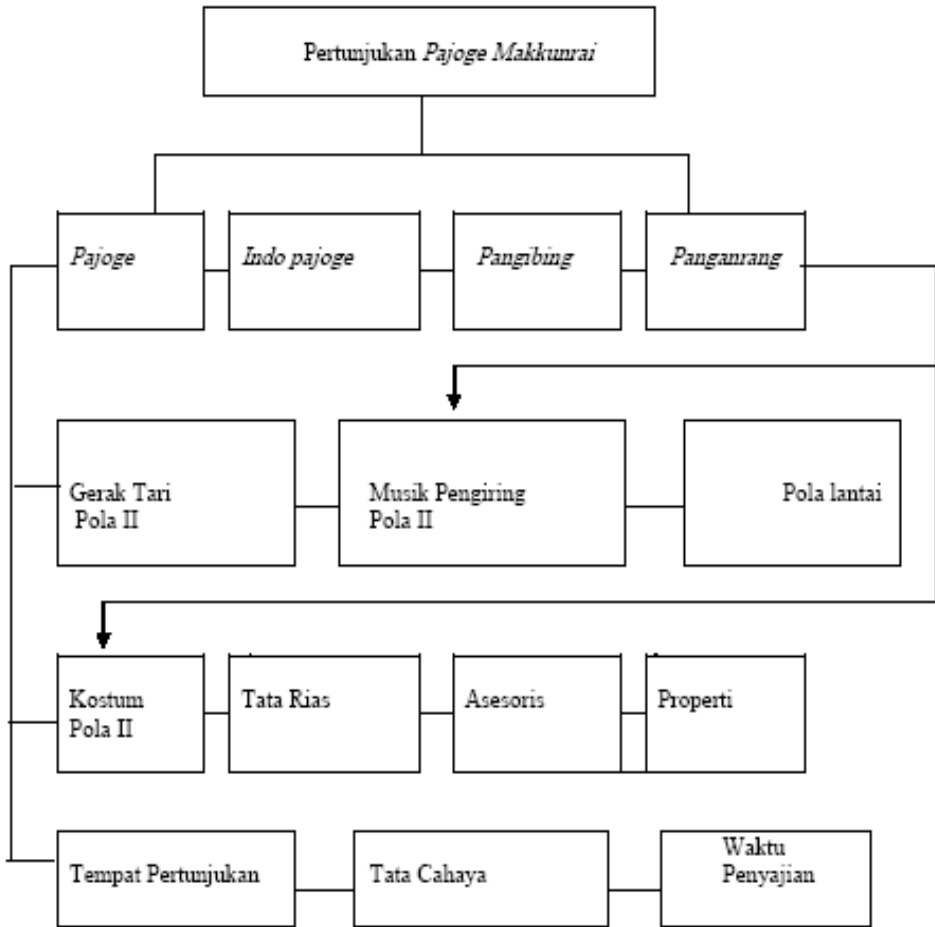 Pertunjukan Pajoge Makkunrai
Pajoge
Indo pajoge
Pangibing
Panganrang
Gerak Tari
Pola II
Musik Pengiring
Pola II
Pola lantai
Kostum
Pola II
Tata Rias
Asesoris
Properti
Tempat Pertunjukan
Tata Cahaya
Waktu
Penyajian